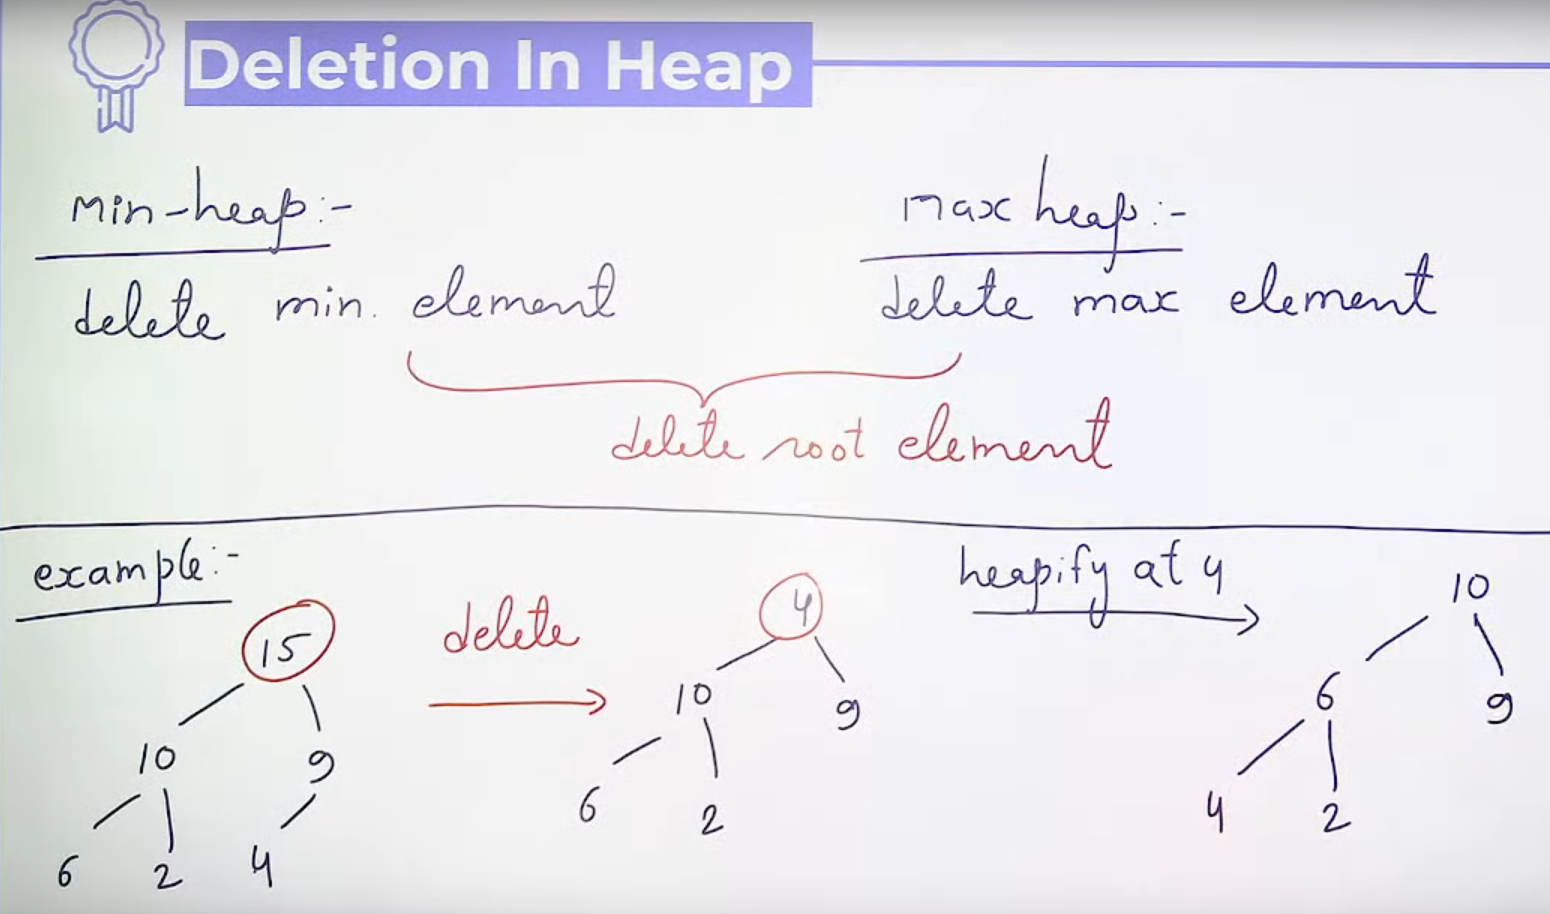 Deletion In Heap
Min-heap:-
delete min. element
Max heap:-
delete max element
delete root element
example:-
15
10 9
6 2 4
delete
4
10 9
6 2
heapify at 4
10
6 9
4 2